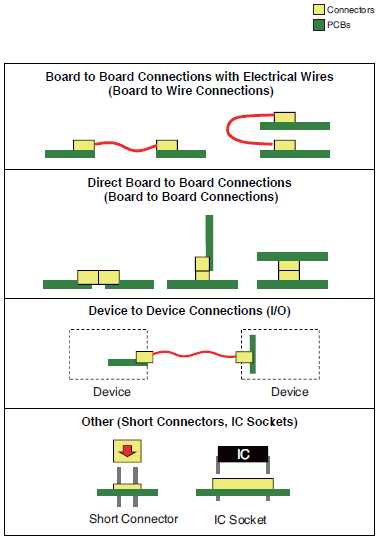 Connectors
PCBs
Board to Board Connections with Electrical Wires
(Board to Wire Connections)
Direct Board to Board Connections
(Board to Board Connections)
Device to Device Connections (I/O)
Device
Device
Other (Short Connectors, IC Sockets)
IC
Short Connector
IC Socket